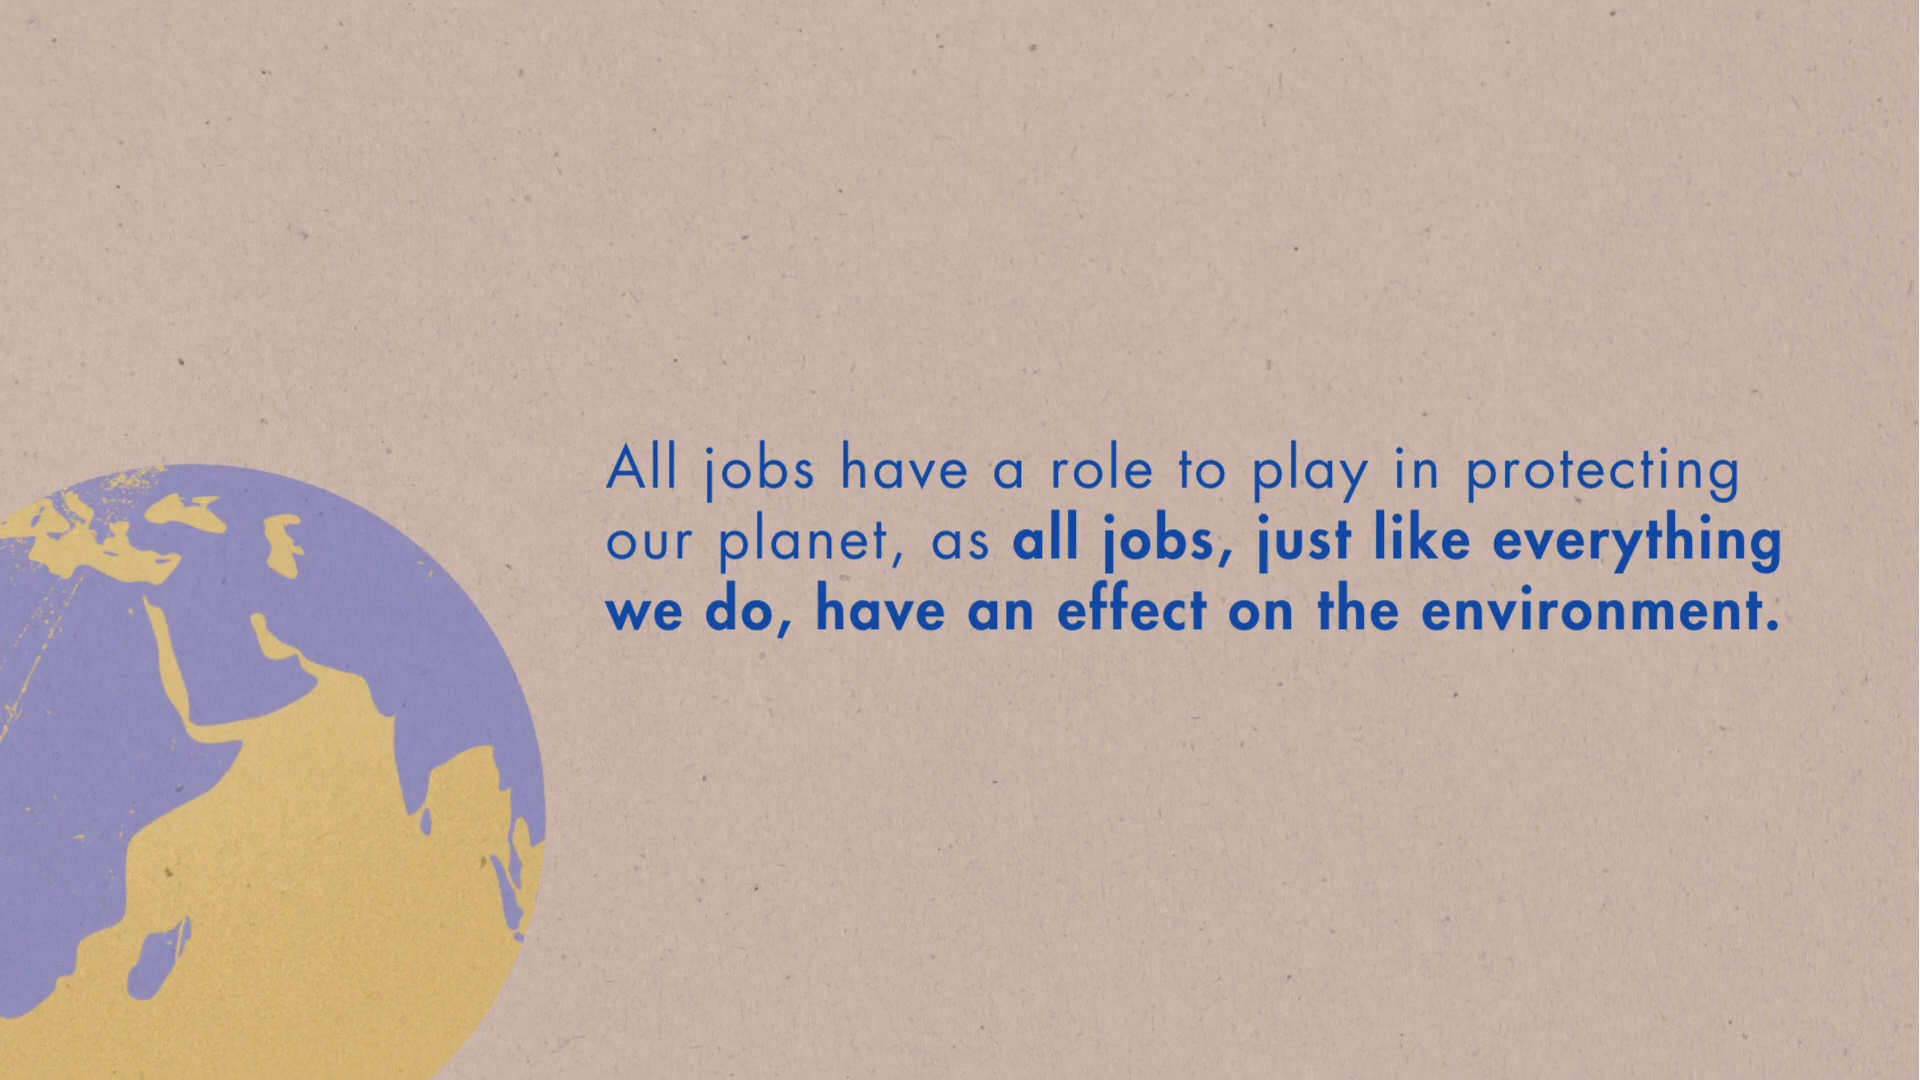 All jobs have a role to play in protecting
our planet, as all jobs, just like everything
we do, have an effect on the environment.